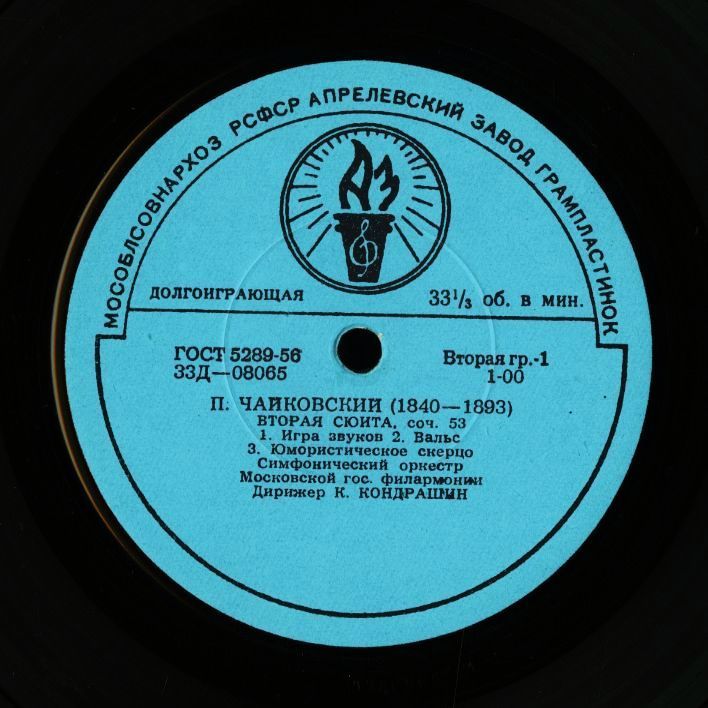 МОСОБЛСОВНАРХОЗ РСФСР АПРЕЛЕВСКИЙ ЗАВОД ГРАМПЛАСТИНОК
АЗ
ДОЛГОИГРАЮЩАЯ 33⅓ об. в мин.
ГОСТ 5289-56 Вторая гр.-1
33Д—08065 1-00
П. ЧАЙКОВСКИЙ (1840—1893)
ВТОРАЯ СЮИТА, соч. 53
1. Игра звуков 2. Вальс
3. Юмористическое скерцо
Симфонический оркестр
Московской гос. филармонии
Дирижер К. КОНДРАШИН